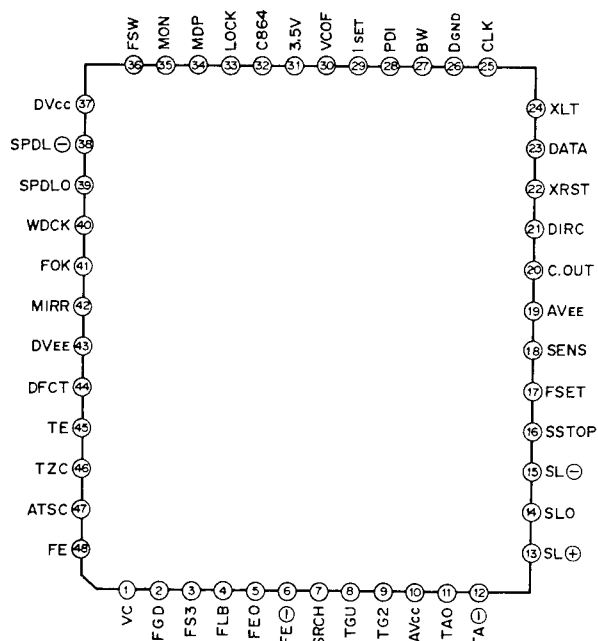 FSW
MON
MDP
LOCK
C864
3.5V
VCOF
I SET
PDI
BW
DGND
CLK
36 35 34 33 32 31 30 29 28 27 26 25
DVcc 37
SPDL⊖ 38
SPDLO 39
WDCK 40
FOK 41
MIRR 42
DVEE 43
DFCT 44
TE 45
TZC 46
ATSC 47
FE 48
24 XLT
23 DATA
22 XRST
21 DIRC
20 C.OUT
19 AVEE
18 SENS
17 FSET
16 SSTOP
15 SL⊖
14 SLO
13 SL⊕
1 2 3 4 5 6 7 8 9 10 11 12
VC
FGD
FS3
FLB
FEO
FE⊖
SRCH
TGU
TG2
AVcc
TAO
TA⊖